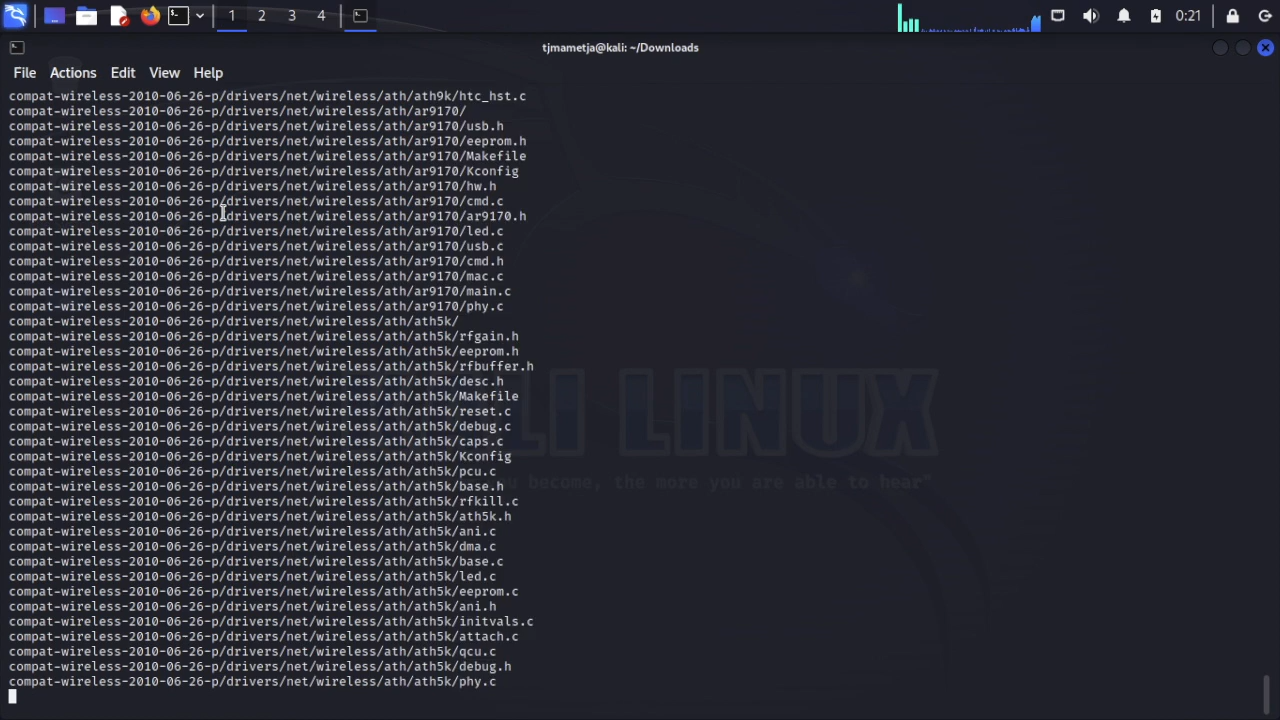 1 2 3 4 0:21
tjmametja@kali: ~/Downloads
File Actions Edit View Help
compat-wireless-2010-06-26-p/drivers/net/wireless/ath/ath9k/htc_hst.c
compat-wireless-2010-06-26-p/drivers/net/wireless/ath/ar9170/
compat-wireless-2010-06-26-p/drivers/net/wireless/ath/ar9170/usb.h
compat-wireless-2010-06-26-p/drivers/net/wireless/ath/ar9170/eeprom.h
compat-wireless-2010-06-26-p/drivers/net/wireless/ath/ar9170/Makefile
compat-wireless-2010-06-26-p/drivers/net/wireless/ath/ar9170/Kconfig
compat-wireless-2010-06-26-p/drivers/net/wireless/ath/ar9170/hw.h
compat-wireless-2010-06-26-p/drivers/net/wireless/ath/ar9170/cmd.c
compat-wireless-2010-06-26-p/drivers/net/wireless/ath/ar9170/ar9170.h
compat-wireless-2010-06-26-p/drivers/net/wireless/ath/ar9170/led.c
compat-wireless-2010-06-26-p/drivers/net/wireless/ath/ar9170/usb.c
compat-wireless-2010-06-26-p/drivers/net/wireless/ath/ar9170/cmd.h
compat-wireless-2010-06-26-p/drivers/net/wireless/ath/ar9170/mac.c
compat-wireless-2010-06-26-p/drivers/net/wireless/ath/ar9170/main.c
compat-wireless-2010-06-26-p/drivers/net/wireless/ath/ar9170/phy.c
compat-wireless-2010-06-26-p/drivers/net/wireless/ath/ath5k/
compat-wireless-2010-06-26-p/drivers/net/wireless/ath/ath5k/rfgain.h
compat-wireless-2010-06-26-p/drivers/net/wireless/ath/ath5k/eeprom.h
compat-wireless-2010-06-26-p/drivers/net/wireless/ath/ath5k/rfbuffer.h
compat-wireless-2010-06-26-p/drivers/net/wireless/ath/ath5k/desc.h
compat-wireless-2010-06-26-p/drivers/net/wireless/ath/ath5k/Makefile
compat-wireless-2010-06-26-p/drivers/net/wireless/ath/ath5k/reset.c
compat-wireless-2010-06-26-p/drivers/net/wireless/ath/ath5k/debug.c
LINUX
compat-wireless-2010-06-26-p/drivers/net/wireless/ath/ath5k/caps.c
compat-wireless-2010-06-26-p/drivers/net/wireless/ath/ath5k/Kconfig
compat-wireless-2010-06-26-p/drivers/net/wireless/ath/ath5k/pcu.c
become, the more you are able to hear"
compat-wireless-2010-06-26-p/drivers/net/wireless/ath/ath5k/base.h
compat-wireless-2010-06-26-p/drivers/net/wireless/ath/ath5k/rfkill.c
compat-wireless-2010-06-26-p/drivers/net/wireless/ath/ath5k/ath5k.h
compat-wireless-2010-06-26-p/drivers/net/wireless/ath/ath5k/ani.c
compat-wireless-2010-06-26-p/drivers/net/wireless/ath/ath5k/dma.c
compat-wireless-2010-06-26-p/drivers/net/wireless/ath/ath5k/base.c
compat-wireless-2010-06-26-p/drivers/net/wireless/ath/ath5k/led.c
compat-wireless-2010-06-26-p/drivers/net/wireless/ath/ath5k/eeprom.c
compat-wireless-2010-06-26-p/drivers/net/wireless/ath/ath5k/ani.h
compat-wireless-2010-06-26-p/drivers/net/wireless/ath/ath5k/initvals.c
compat-wireless-2010-06-26-p/drivers/net/wireless/ath/ath5k/attach.c
compat-wireless-2010-06-26-p/drivers/net/wireless/ath/ath5k/qcu.c
compat-wireless-2010-06-26-p/drivers/net/wireless/ath/ath5k/debug.h
compat-wireless-2010-06-26-p/drivers/net/wireless/ath/ath5k/phy.c